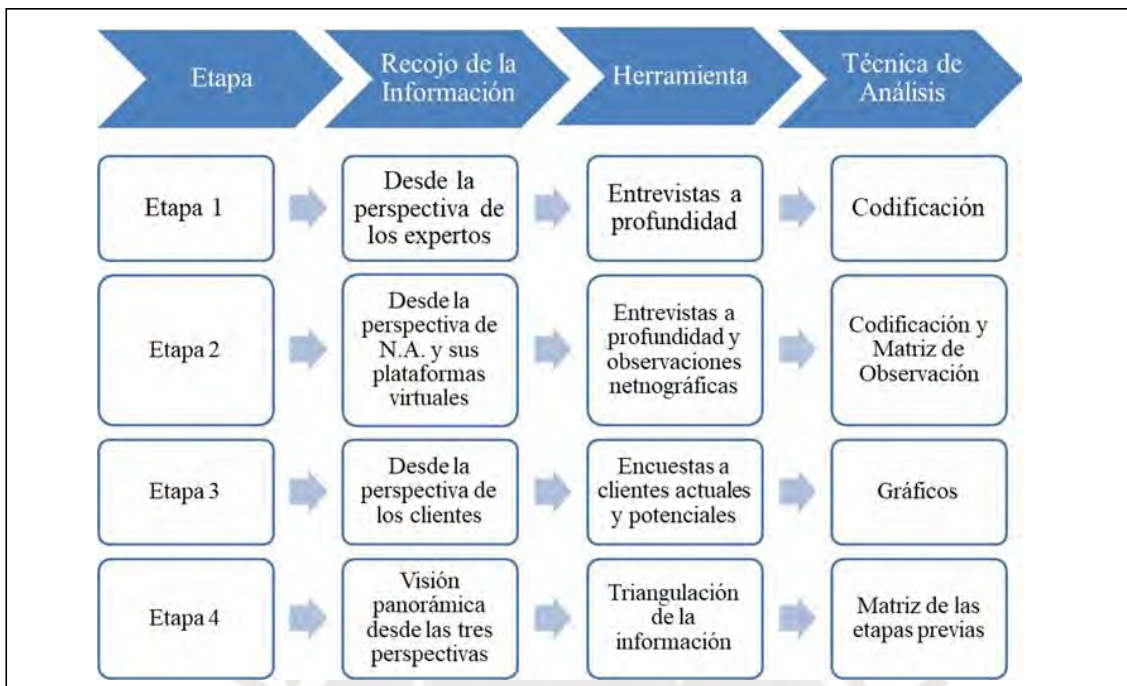 Etapa
Recojo de la
Información
Herramienta
Técnica de
Análisis
Etapa 1
Desde la
perspectiva de
los expertos
Entrevistas a
profundidad
Codificación
Etapa 2
Desde la
perspectiva de
N.A. y sus
plataformas
virtuales
Entrevistas a
profundidad y
observaciones
netnográficas
Codificación y
Matriz de
Observación
Etapa 3
Desde la
perspectiva de
los clientes
Encuestas a
clientes actuales
y potenciales
Gráficos
Etapa 4
Visión
panorámica
desde las tres
perspectivas
Triangulación
de la
información
Matriz de las
etapas previas